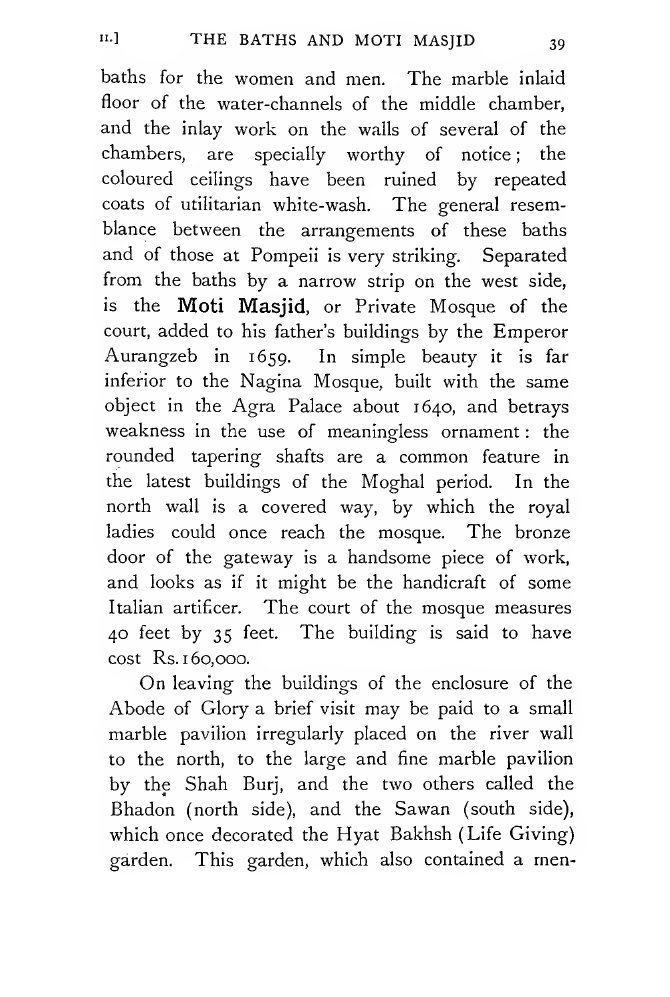 II.] THE BATHS AND MOTI MASJID 39
baths for the women and men. The marble inlaid
floor of the water-channels of the middle chamber,
and the inlay work on the walls of several of the
chambers, are specially worthy of notice; the
coloured ceilings have been ruined by repeated
coats of utilitarian white-wash. The general resem-
blance between the arrangements of these baths
and of those at Pompeii is very striking. Separated
from the baths by a narrow strip on the west side,
is the Moti Masjid, or Private Mosque of the
court, added to his father's buildings by the Emperor
Aurangzeb in 1659. In simple beauty it is far
inferior to the Nagina Mosque, built with the same
object in the Agra Palace about 1640, and betrays
weakness in the use of meaningless ornament: the
rounded tapering shafts are a common feature in
the latest buildings of the Moghal period. In the
north wall is a covered way, by which the royal
ladies could once reach the mosque. The bronze
door of the gateway is a handsome piece of work,
and looks as if it might be the handicraft of some
Italian artificer. The court of the mosque measures
40 feet by 35 feet. The building is said to have
cost Rs.160,000.
On leaving the buildings of the enclosure of the
Abode of Glory a brief visit may be paid to a small
marble pavilion irregularly placed on the river wall
to the north, to the large and fine marble pavilion
by the Shah Burj, and the two others called the
Bhadon (north side), and the Sawan (south side),
which once decorated the Hyat Bakhsh (Life Giving)
garden. This garden, which also contained a men-